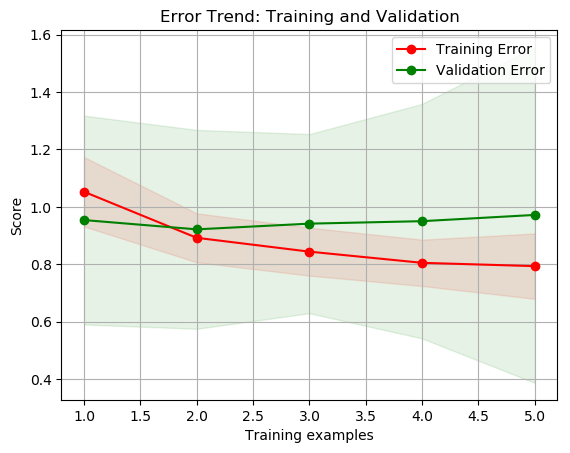 Error Trend: Training and Validation
Training Error
Validation Error
Score
1.6
1.4
1.2
1.0
0.8
0.6
0.4
1.0 1.5 2.0 2.5 3.0 3.5 4.0 4.5 5.0
Training examples